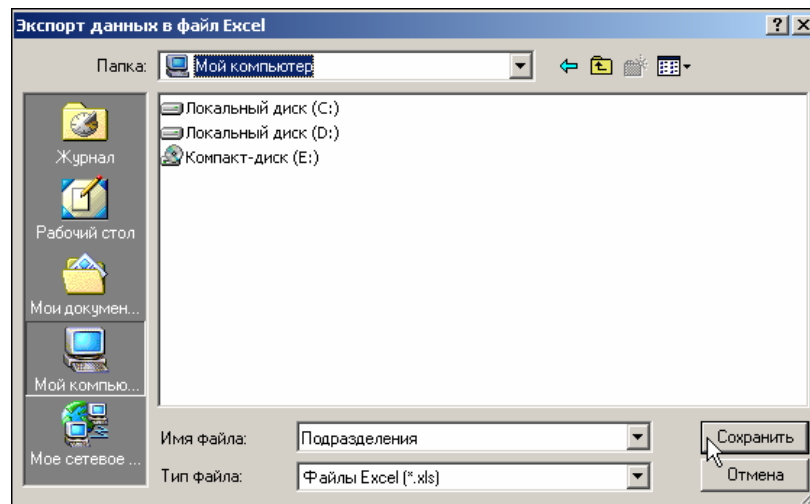 Экспорт данных в файл Excel
Папка: Мой компьютер
Локальный диск (C:)
Локальный диск (D:)
Компакт-диск (E:)
Журнал
Рабочий стол
Мои докумен...
Мой компью...
Мое сетевое ...
Имя файла: Подразделения Сохранить
Тип файла: Файлы Excel (*.xls) Отмена